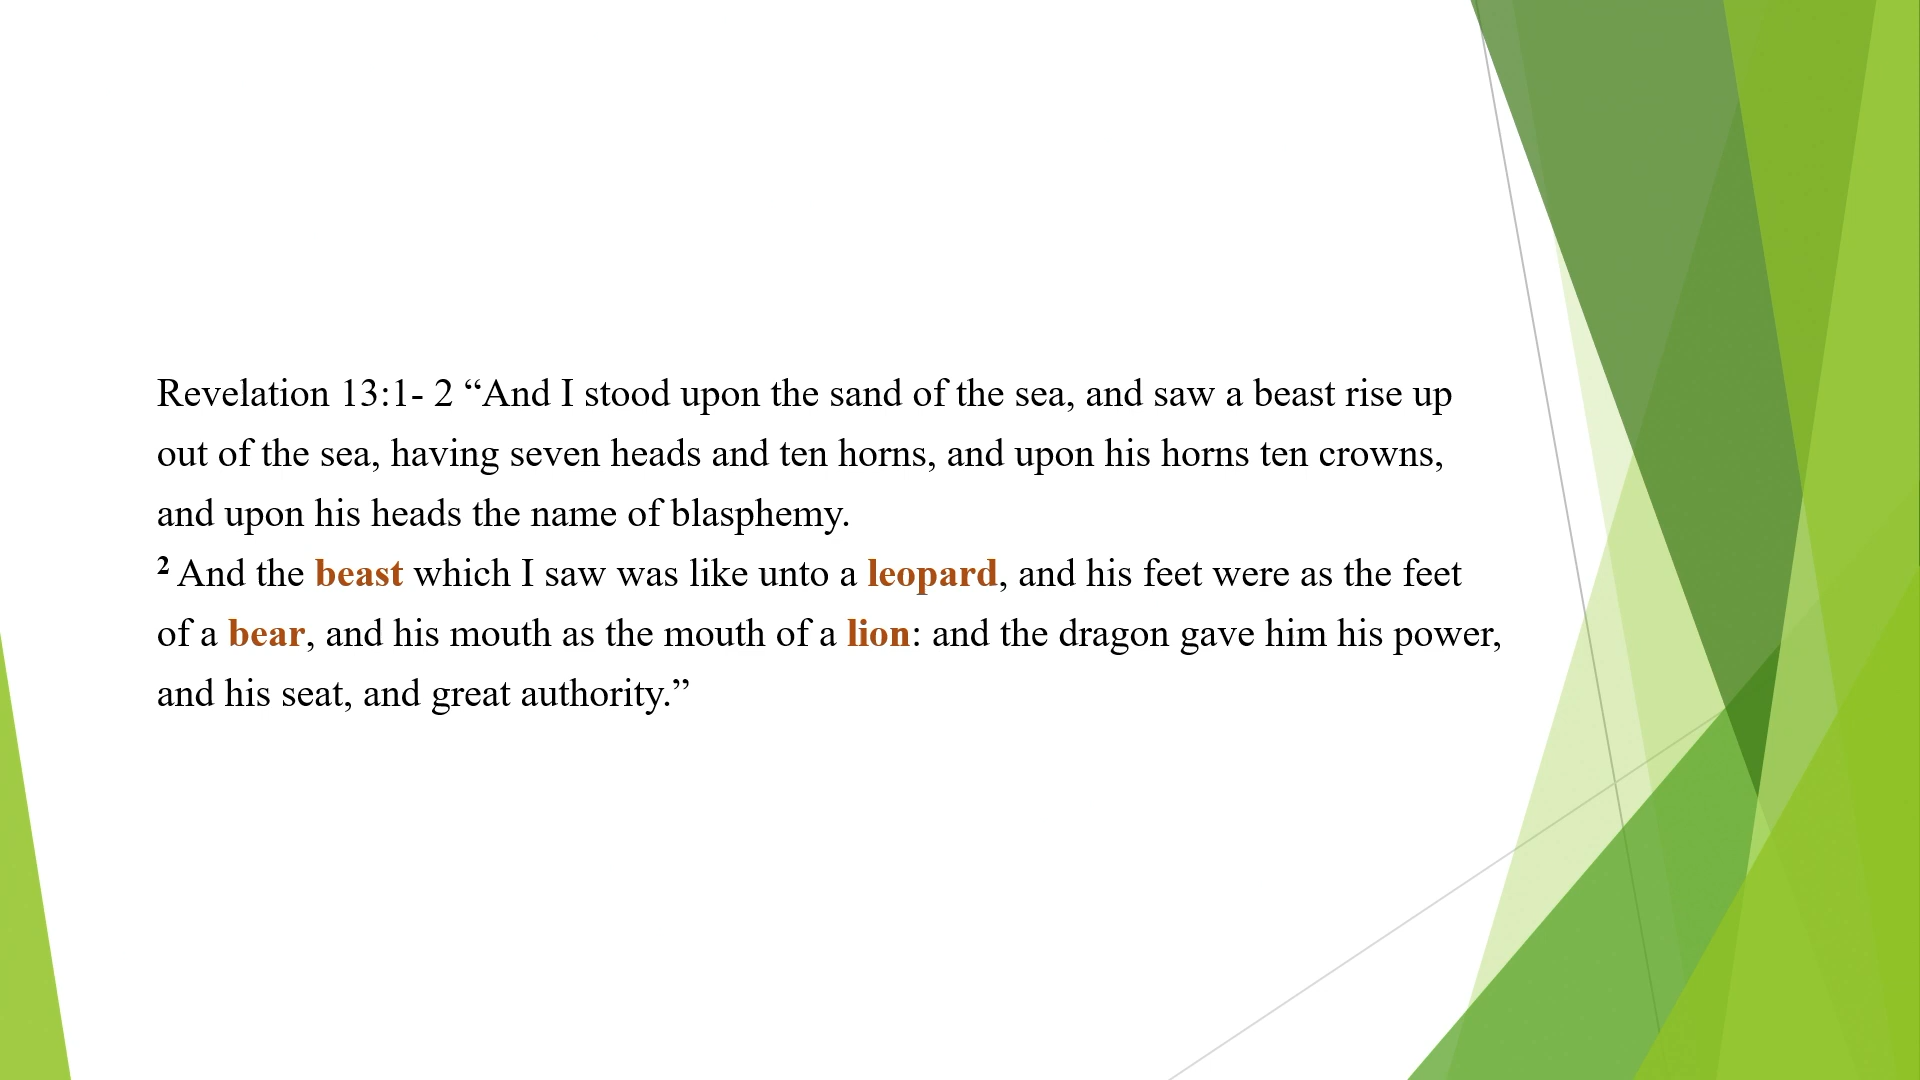 Revelation 13:1- 2 “And I stood upon the sand of the sea, and saw a beast rise up
out of the sea, having seven heads and ten horns, and upon his horns ten crowns,
and upon his heads the name of blasphemy.
2 And the beast which I saw was like unto a leopard, and his feet were as the feet
of a bear, and his mouth as the mouth of a lion: and the dragon gave him his power,
and his seat, and great authority.”